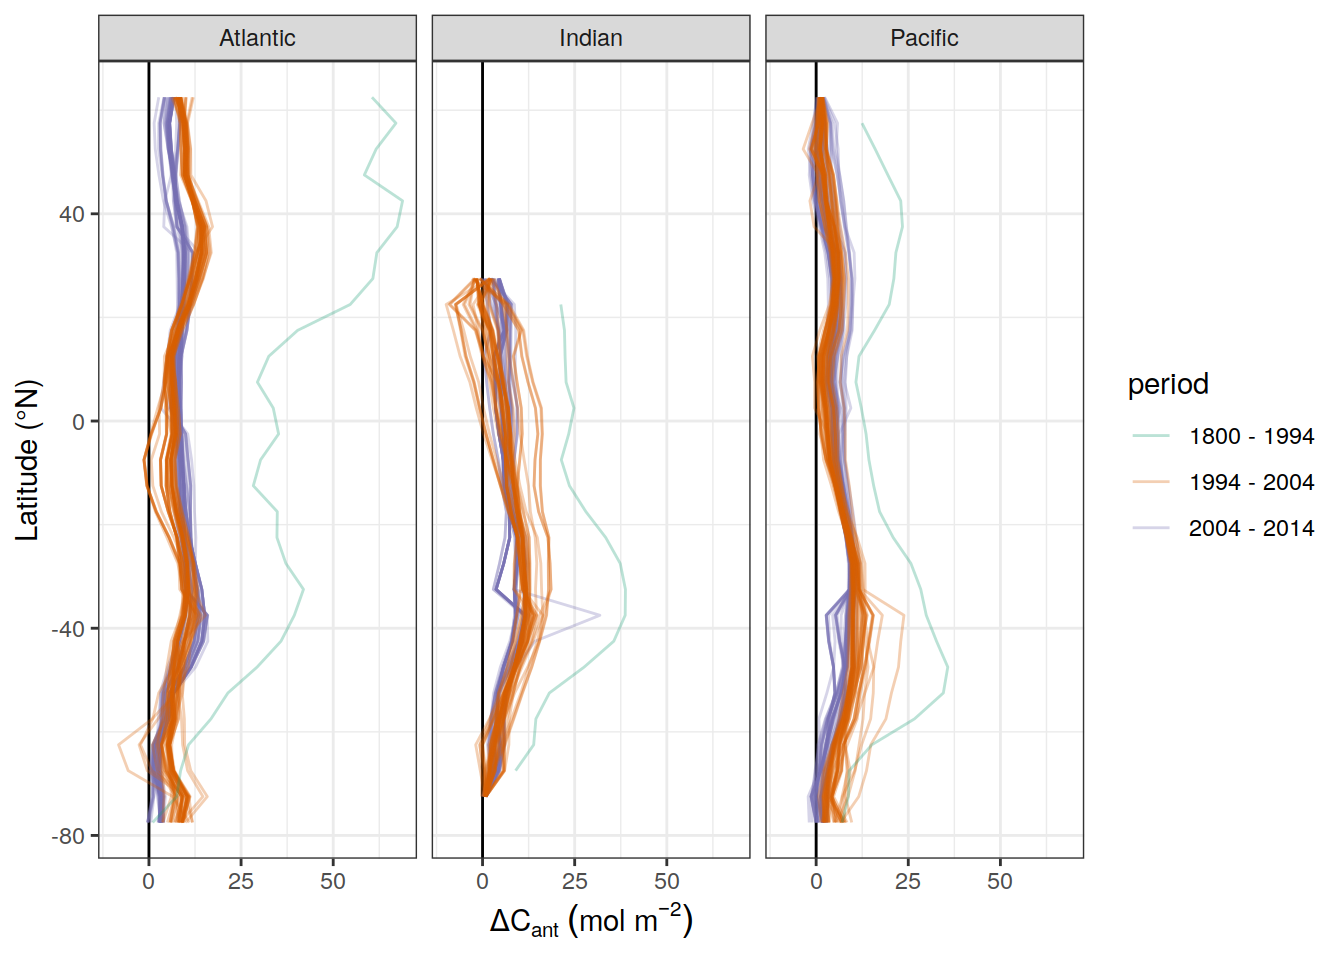 Atlantic Indian Pacific
Latitude (°N)
40
0
-40
-80
0 25 50 0 25 50 0 25 50
ΔCant (mol m−2)
period
1800 - 1994
1994 - 2004
2004 - 2014